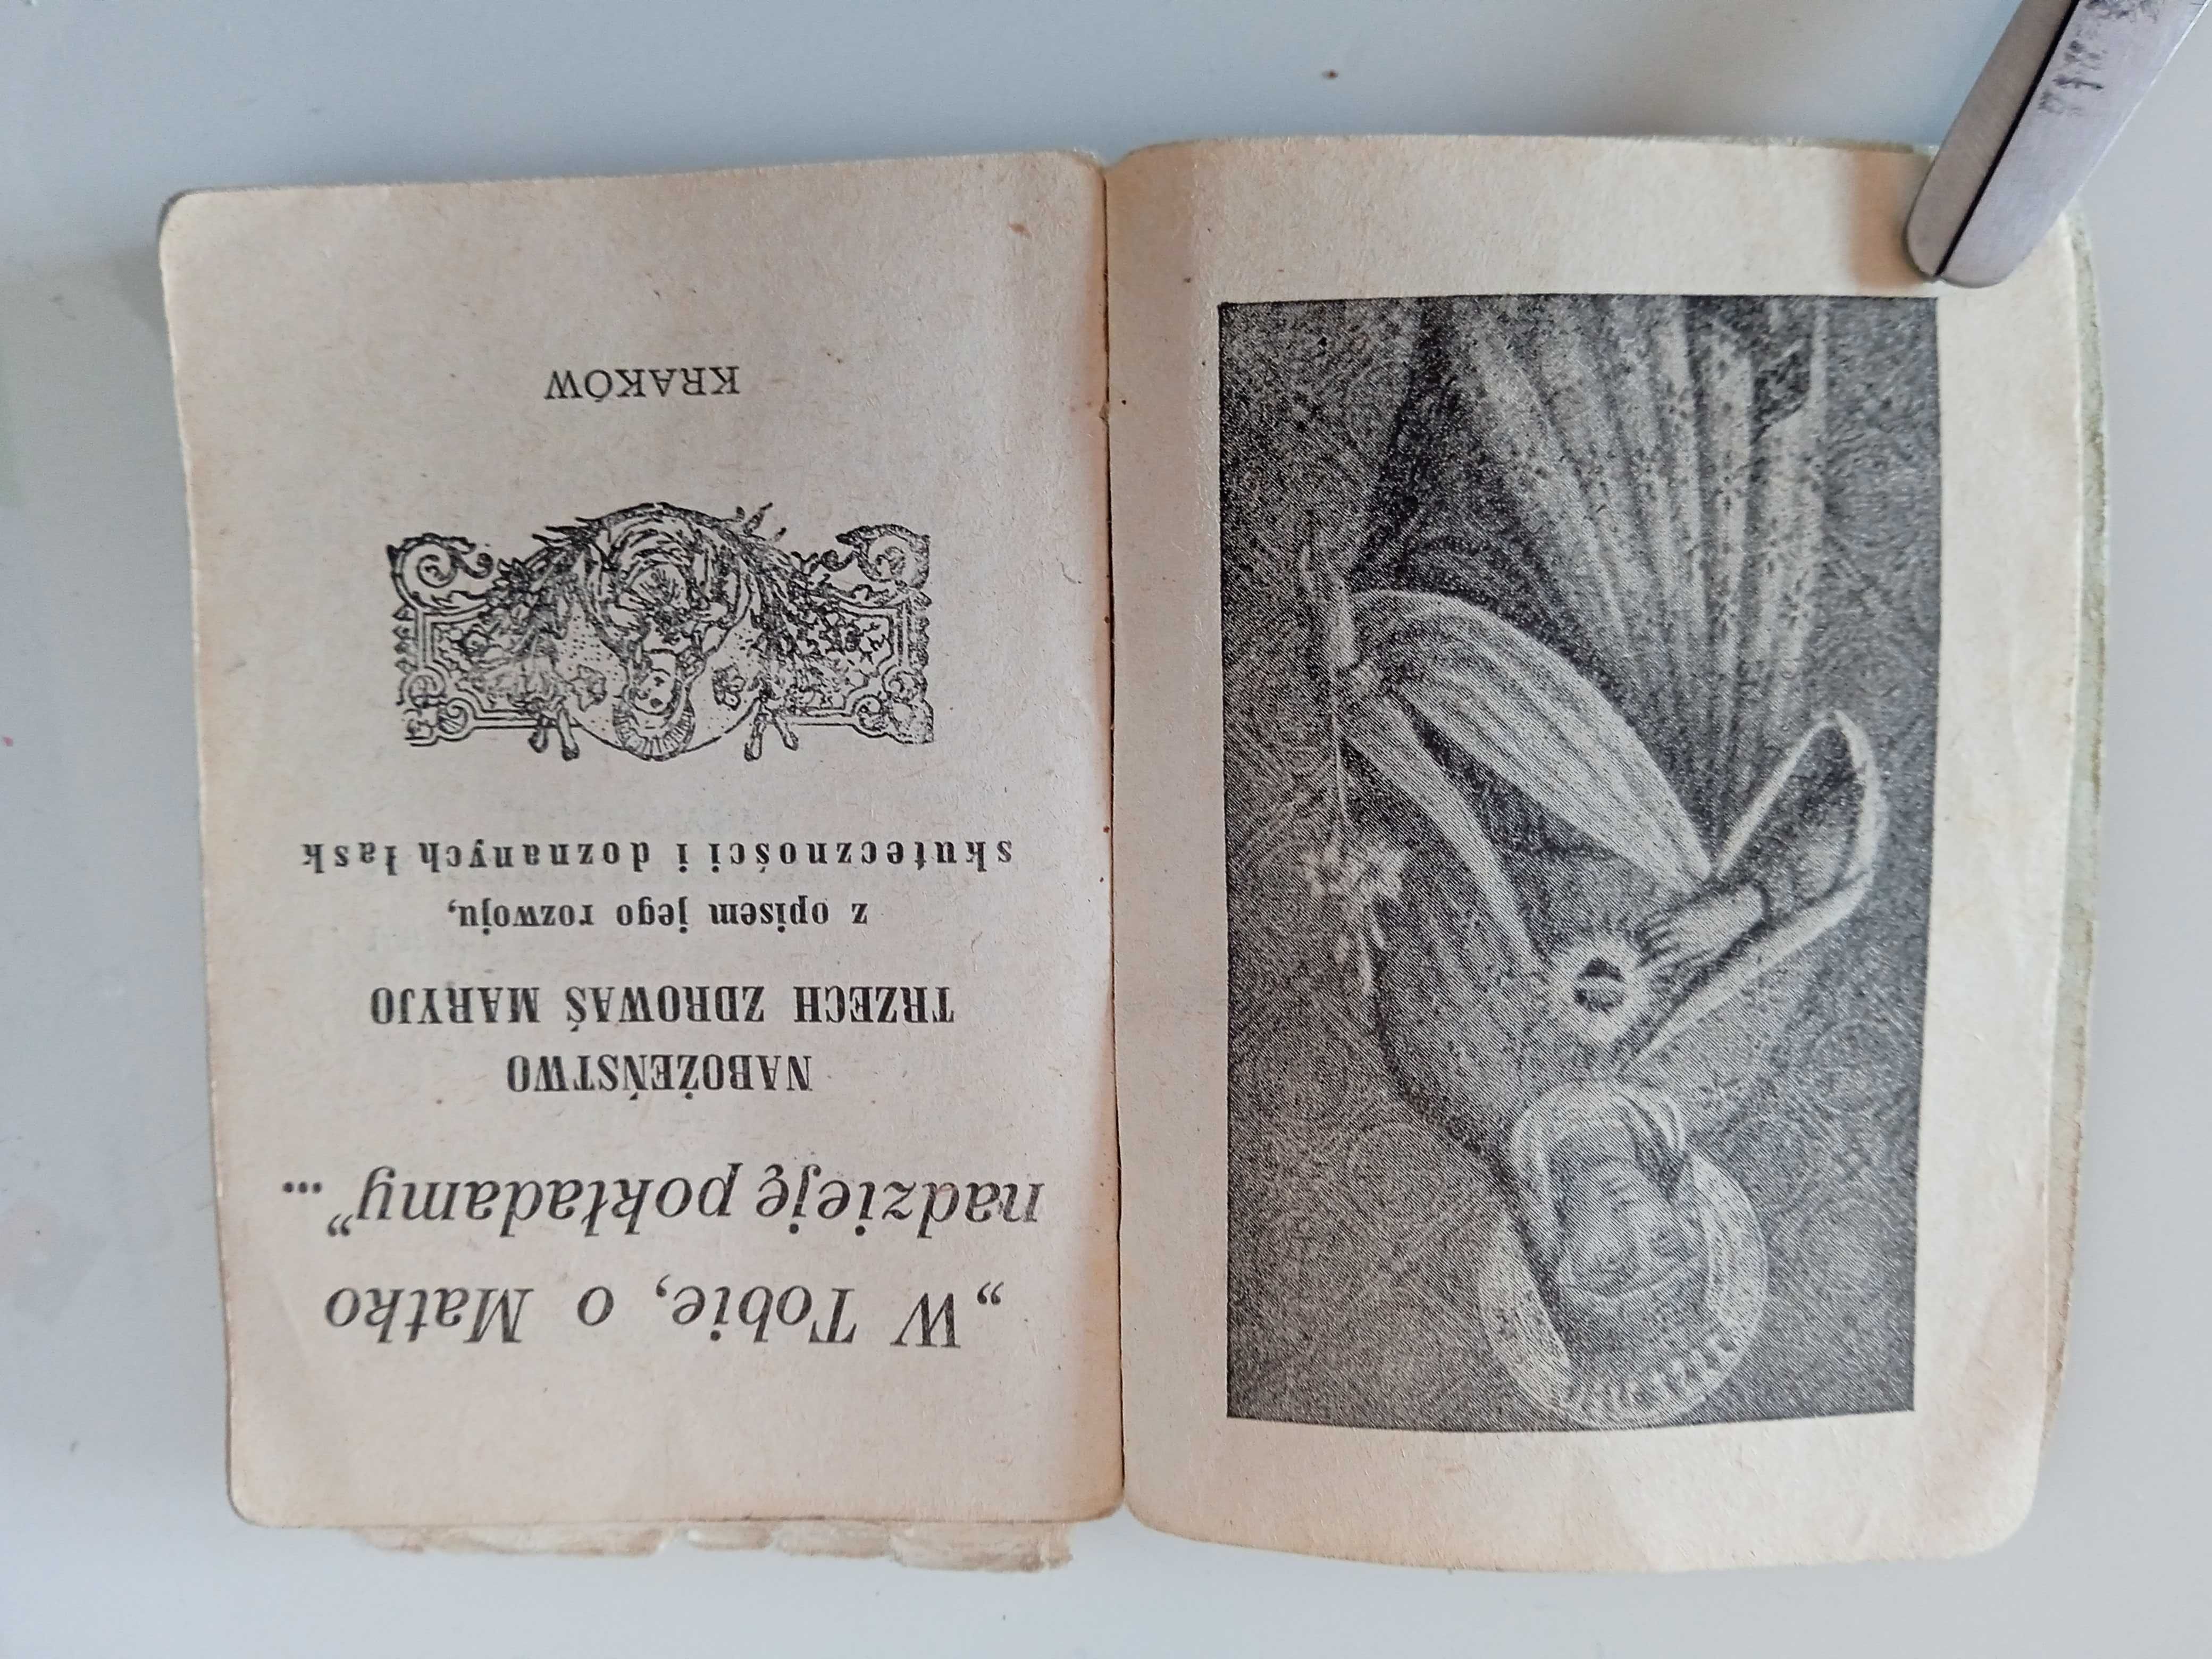 „W Tobie, o Matko
nadzieję pokładamy”...
NABOŻEŃSTWO
TRZECH ZDROWAŚ MARYJO
z opisem jego rozwoju,
skuteczności i doznanych łask
KRAKÓW